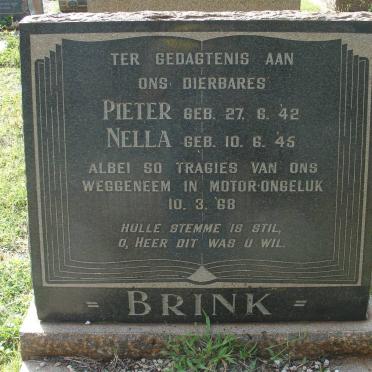 TER GEDAGTENIS AAN
ONS DIERBARES
PIETER GEB. 27. 6. 42
NELLA GEB. 10. 6. 45
ALBEI SO TRAGIES VAN ONS
WEGGENEEM IN MOTOR-ONGELUK
10. 3. '68
HULLE STEMME IS STIL,
O, HEER DIT WAS U WIL.
= BRINK =